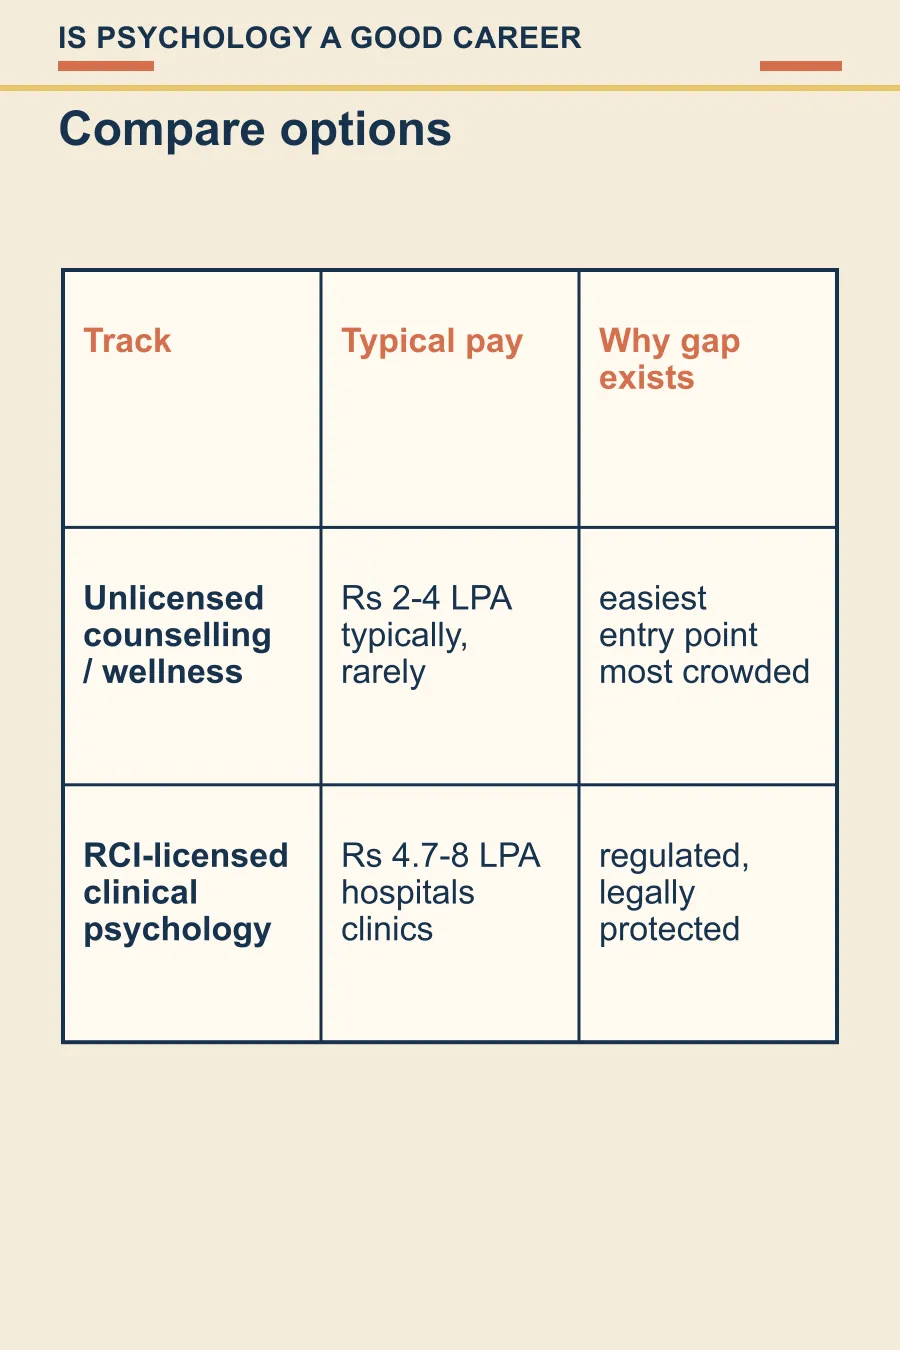 IS PSYCHOLOGY A GOOD CAREER
Compare options
Track
Typical pay
Why gap
exists
Unlicensed
counselling
/ wellness
Rs 2-4 LPA
typically,
rarely
easiest
entry point
most crowded
RCI-licensed
clinical
psychology
Rs 4.7-8 LPA
hospitals
clinics
regulated,
legally
protected